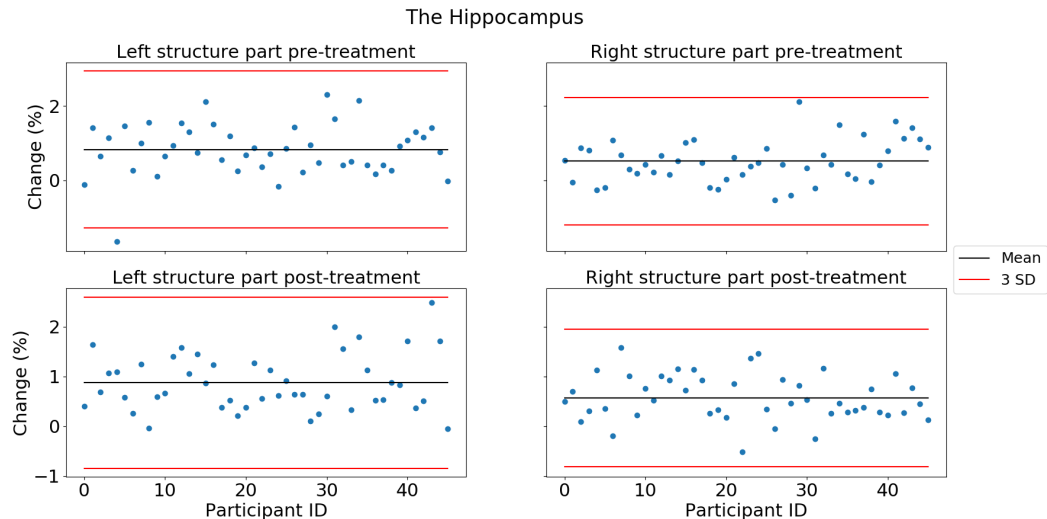 The Hippocampus
Left structure part pre-treatment
Right structure part pre-treatment
Change (%)
2
0
Mean
3 SD
Left structure part post-treatment
Right structure part post-treatment
Change (%)
2
1
0
−1
0 10 20 30 40
0 10 20 30 40
Participant ID
Participant ID